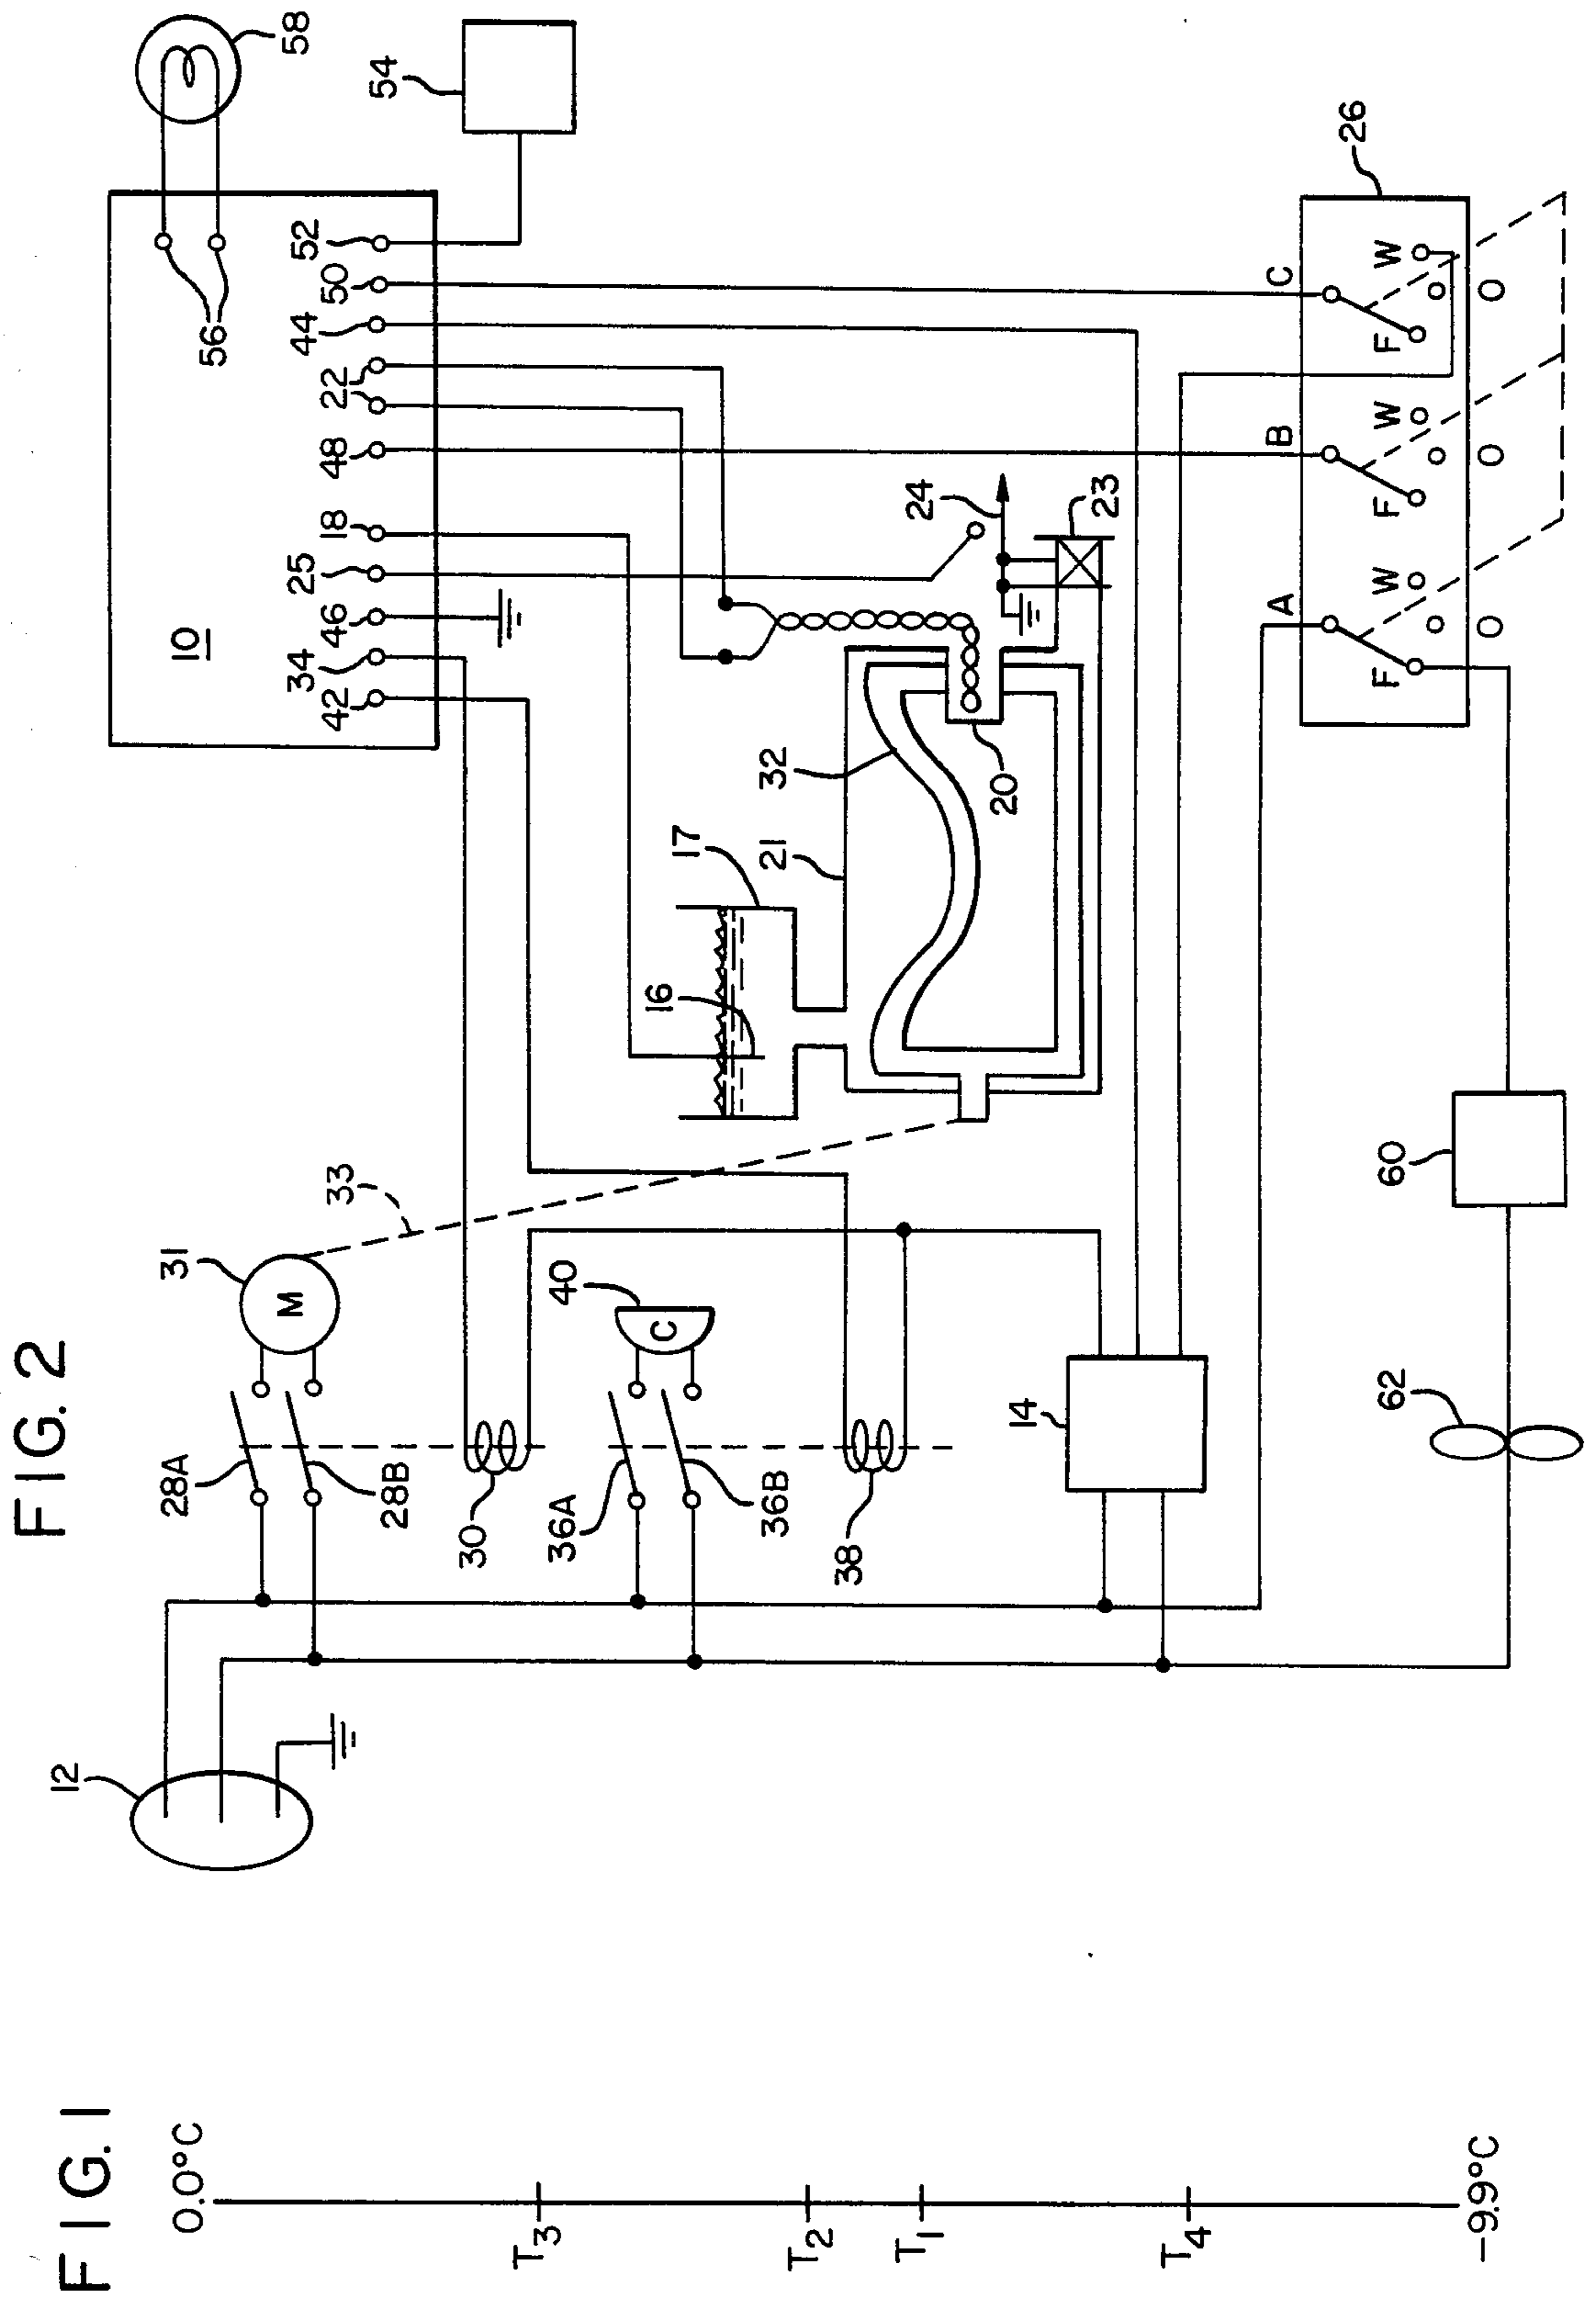 FIG. 1
0.0°C
T3
T2
T1
T4
-9.9°C
FIG. 2
12
28A
28B
30
31
M
33
36A
36B
38
40
C
14
10
42
34
46
25
18
48
22
44
50
52
56
58
54
16
17
21
32
20
24
23
26
A
F
W
O
B
F
W
O
C
F
W
O
60
62